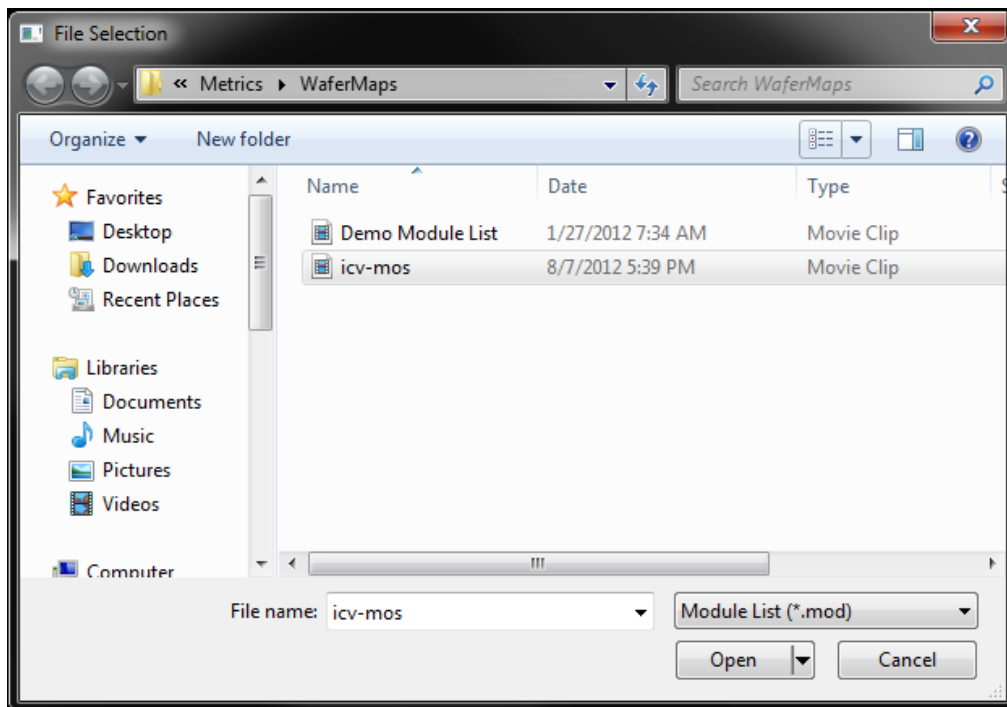 File Selection
« Metrics ▸ WaferMaps
Search WaferMaps
Organize ▾ New folder
Name Date Type S
Favorites
Desktop
Downloads
Recent Places
Libraries
Documents
Music
Pictures
Videos
Computer
Demo Module List 1/27/2012 7:34 AM Movie Clip
icv-mos 8/7/2012 5:39 PM Movie Clip
File name: icv-mos
Module List (*.mod)
Open
Cancel